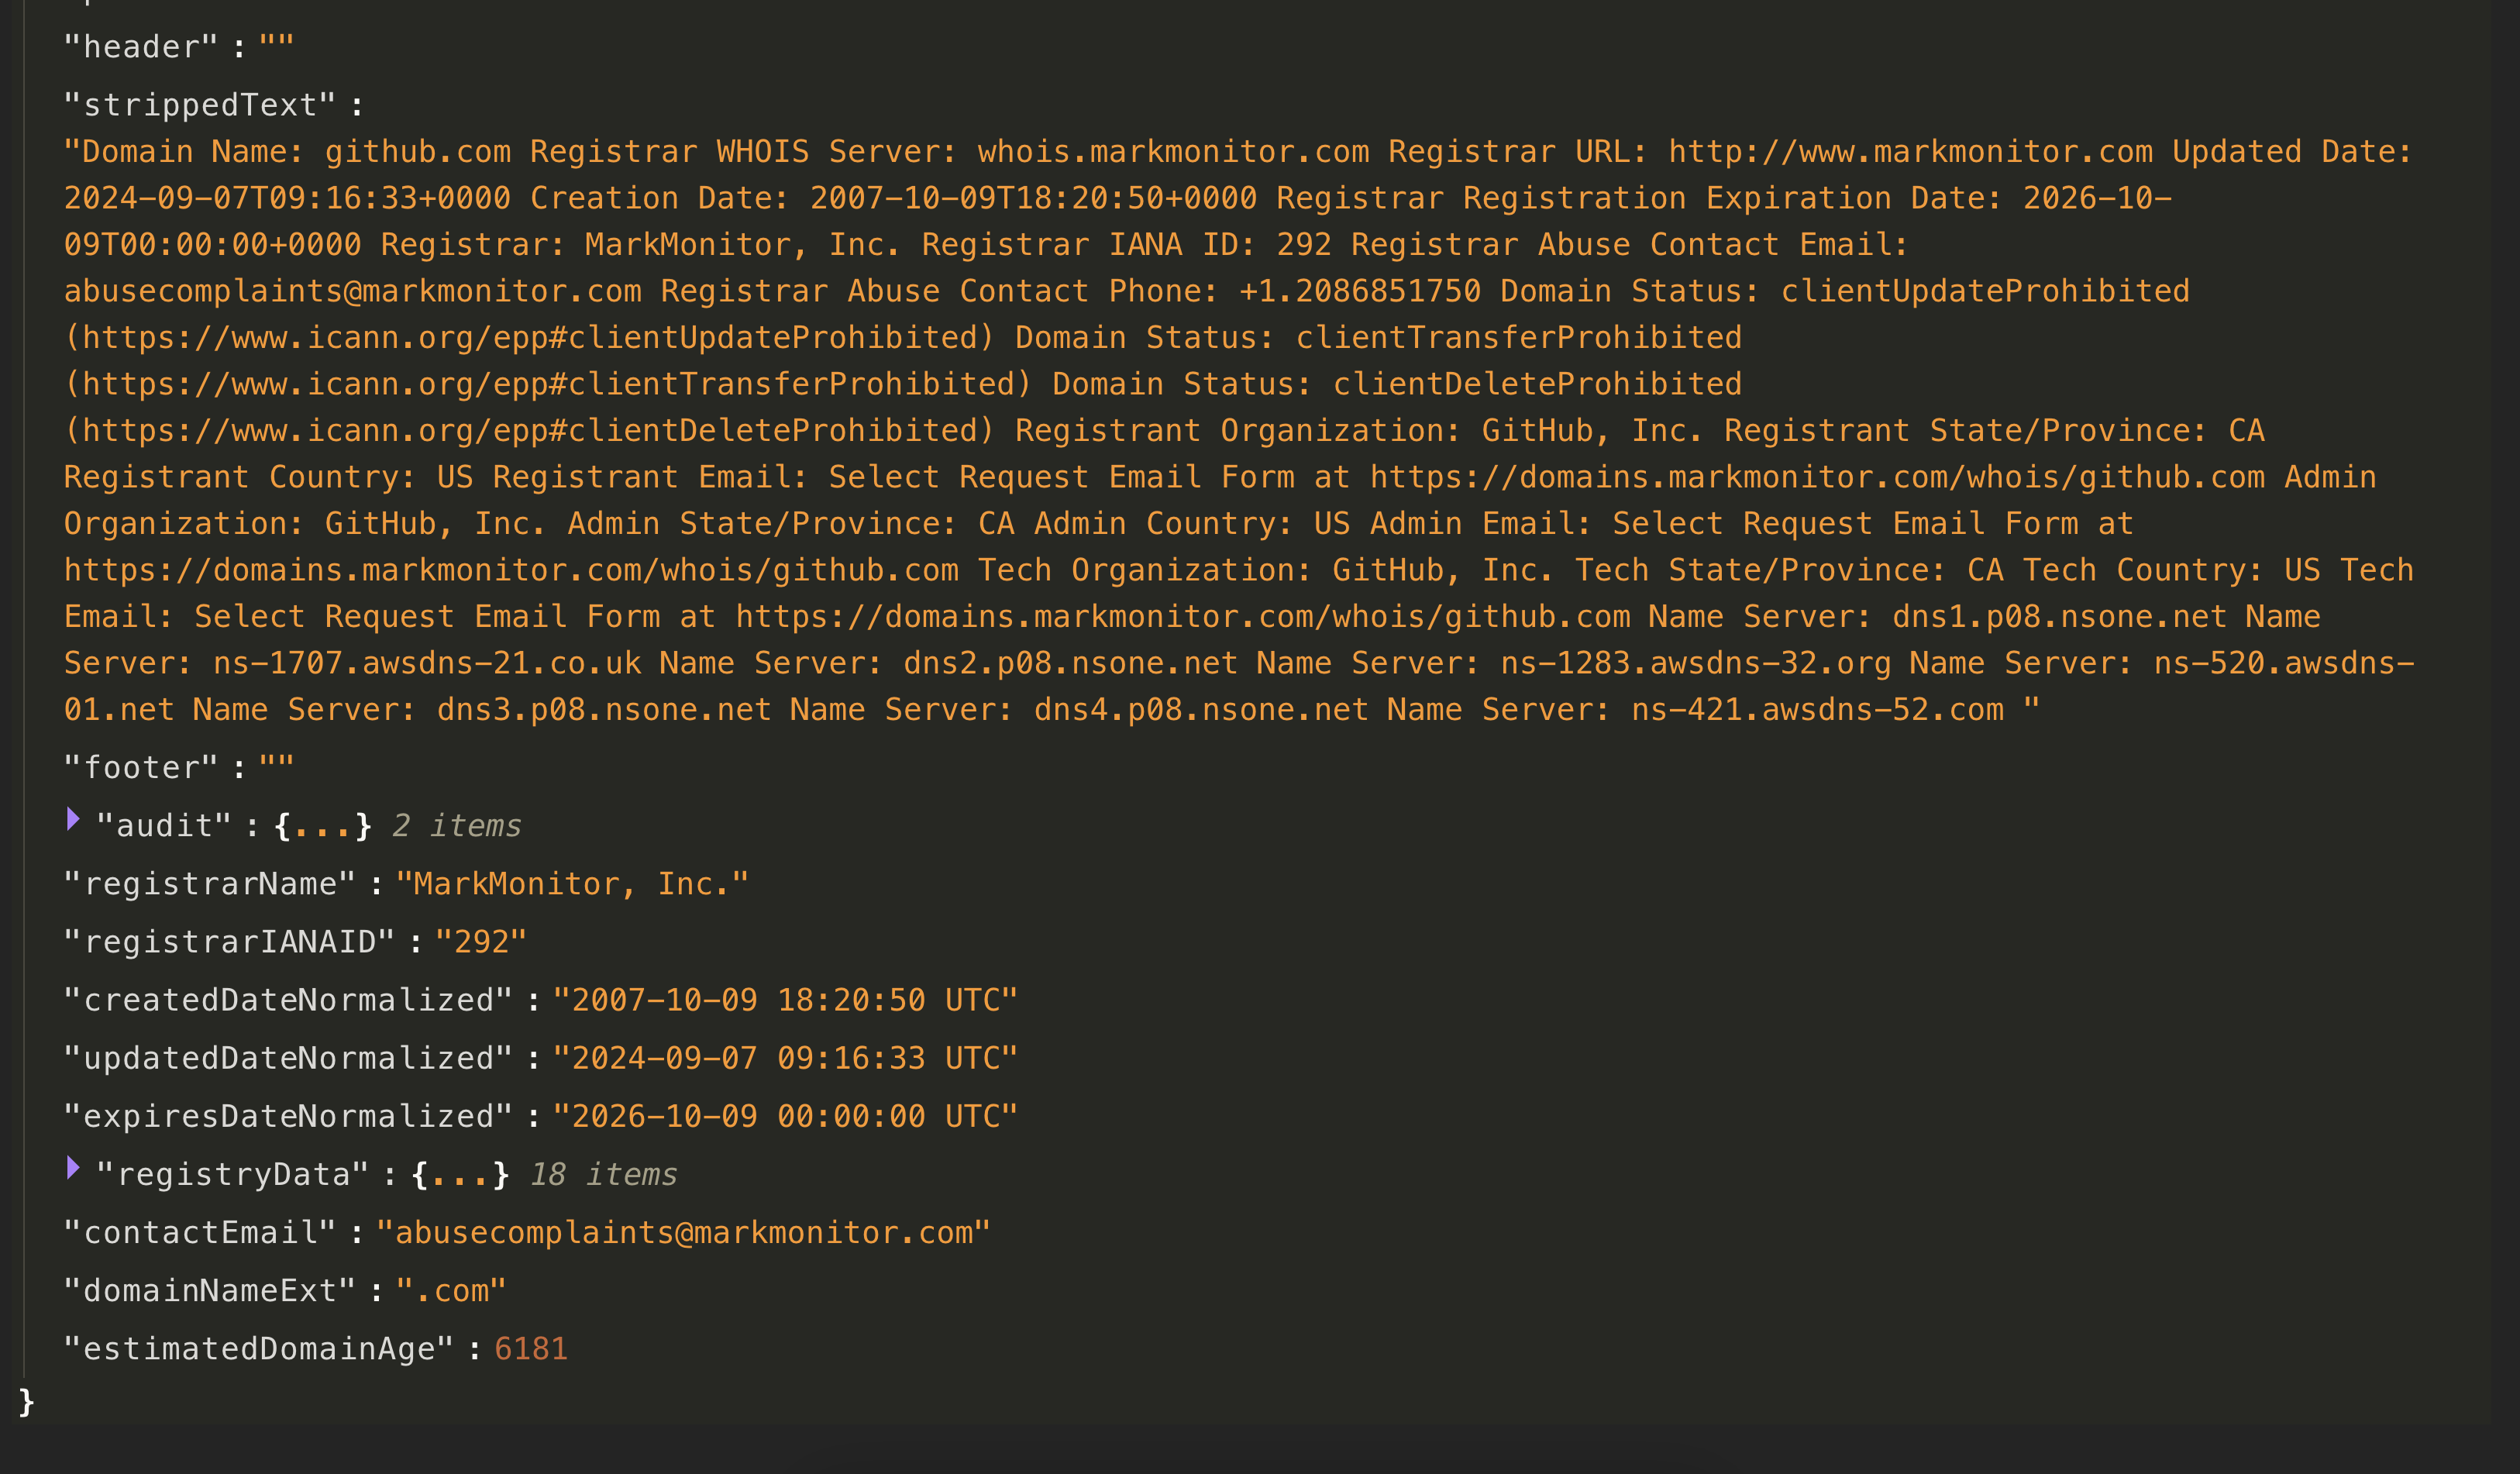 "header" : ""
"strippedText" :
"Domain Name: github.com Registrar WHOIS Server: whois.markmonitor.com Registrar URL: http://www.markmonitor.com Updated Date:
2024-09-07T09:16:33+0000 Creation Date: 2007-10-09T18:20:50+0000 Registrar Registration Expiration Date: 2026-10-
09T00:00:00+0000 Registrar: MarkMonitor, Inc. Registrar IANA ID: 292 Registrar Abuse Contact Email:
abusecomplaints@markmonitor.com Registrar Abuse Contact Phone: +1.2086851750 Domain Status: clientUpdateProhibited
(https://www.icann.org/epp#clientUpdateProhibited) Domain Status: clientTransferProhibited
(https://www.icann.org/epp#clientTransferProhibited) Domain Status: clientDeleteProhibited
(https://www.icann.org/epp#clientDeleteProhibited) Registrant Organization: GitHub, Inc. Registrant State/Province: CA
Registrant Country: US Registrant Email: Select Request Email Form at https://domains.markmonitor.com/whois/github.com Admin
Organization: GitHub, Inc. Admin State/Province: CA Admin Country: US Admin Email: Select Request Email Form at
https://domains.markmonitor.com/whois/github.com Tech Organization: GitHub, Inc. Tech State/Province: CA Tech Country: US Tech
Email: Select Request Email Form at https://domains.markmonitor.com/whois/github.com Name Server: dns1.p08.nsone.net Name
Server: ns-1707.awsdns-21.co.uk Name Server: dns2.p08.nsone.net Name Server: ns-1283.awsdns-32.org Name Server: ns-520.awsdns-
01.net Name Server: dns3.p08.nsone.net Name Server: dns4.p08.nsone.net Name Server: ns-421.awsdns-52.com "
"footer" : ""
"audit" : {...} 2 items
"registrarName" : "MarkMonitor, Inc."
"registrarIANAID" : "292"
"createdDateNormalized" : "2007-10-09 18:20:50 UTC"
"updatedDateNormalized" : "2024-09-07 09:16:33 UTC"
"expiresDateNormalized" : "2026-10-09 00:00:00 UTC"
"registryData" : {...} 18 items
"contactEmail" : "abusecomplaints@markmonitor.com"
"domainNameExt" : ".com"
"estimatedDomainAge" : 6181
}